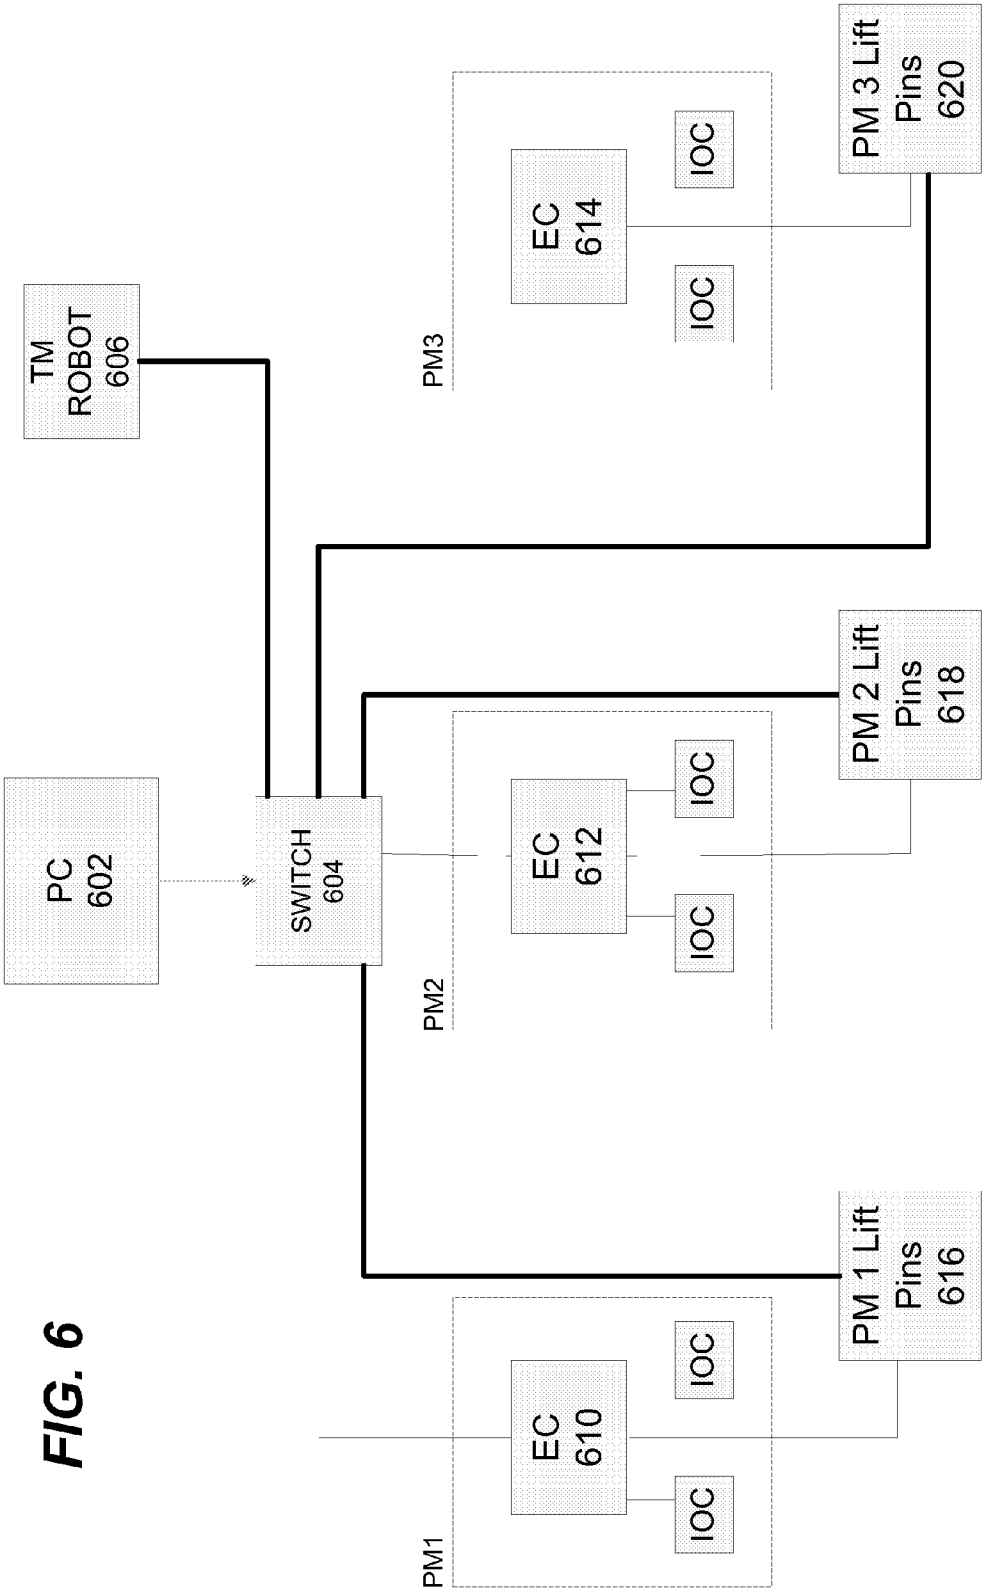 FIG. 6
PC
602
TM
ROBOT
606
SWITCH
604
PM1
EC
610
IOC
IOC
PM2
EC
612
IOC
IOC
PM3
EC
614
IOC
IOC
PM 1 Lift
Pins
616
PM 2 Lift
Pins
618
PM 3 Lift
Pins
620